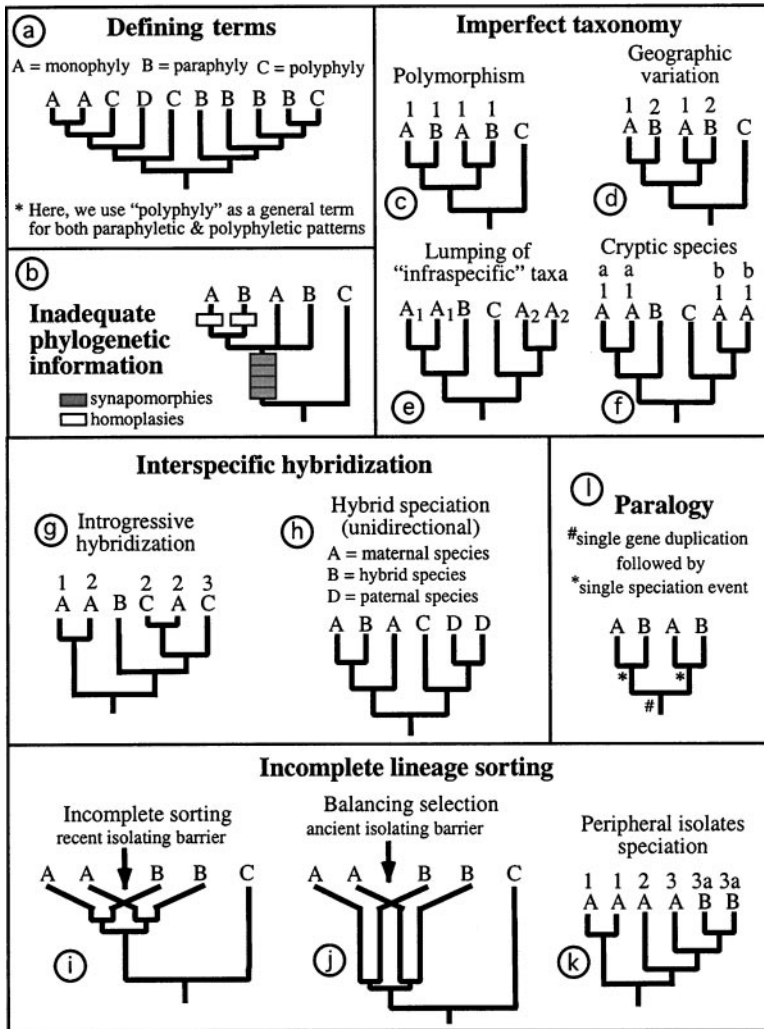 a
Defining terms
A = monophyly B = paraphyly C = polyphyly
A A C D C B B B B C
* Here, we use "polyphyly" as a general term
for both paraphyletic & polyphyletic patterns
b
Inadequate
phylogenetic
information
A B A B C
synapomorphies
homoplasies
Imperfect taxonomy
Polymorphism
1 1 1 1
A B A B C
c
Geographic
variation
1 2 1 2
A B A B C
d
Lumping of
"infraspecific" taxa
A1 A1 B C A2 A2
e
Cryptic species
a a b b
1 1 1 1
A A B C A A
f
Interspecific hybridization
g
Introgressive
hybridization
1 2 2 2 3
A A B C A C
h
Hybrid speciation
(unidirectional)
A = maternal species
B = hybrid species
D = paternal species
A B A C D D
l
Paralogy
#single gene duplication
followed by
*single speciation event
A B A B
* *
#
Incomplete lineage sorting
Incomplete sorting
recent isolating barrier
A A B B C
i
Balancing selection
ancient isolating barrier
A A B B C
j
Peripheral isolates
speciation
1 1 2 3 3a 3a
A A A A B B
k